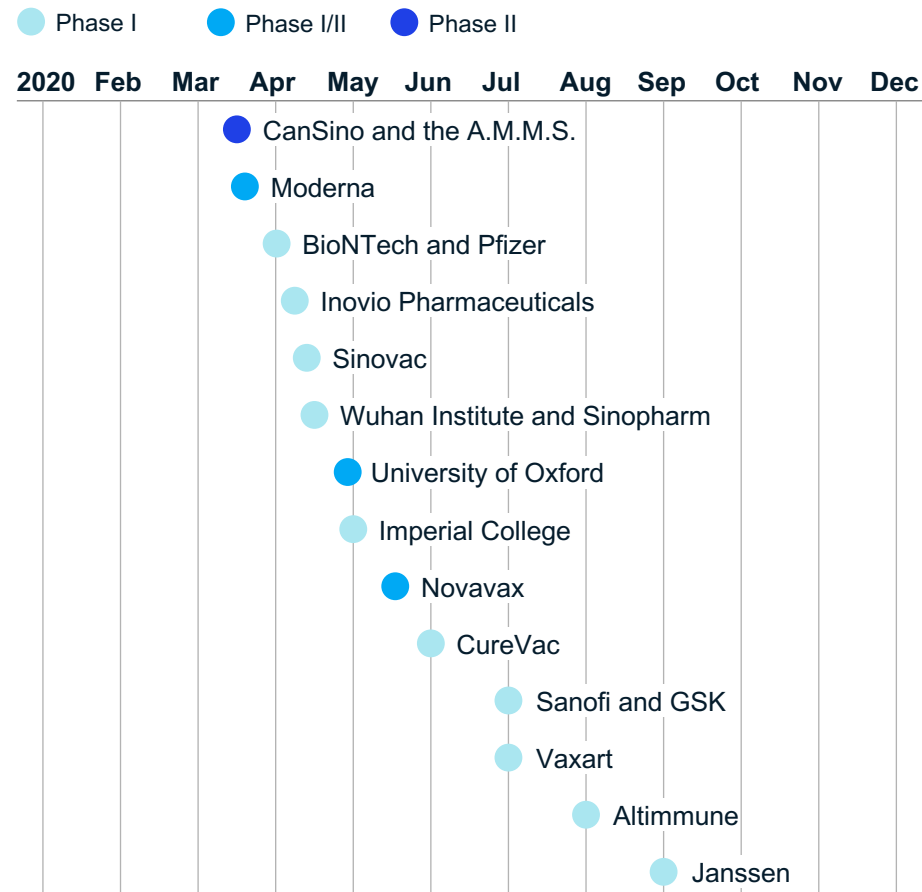 Phase I Phase I/II Phase II
2020 Feb Mar Apr May Jun Jul Aug Sep Oct Nov Dec
CanSino and the A.M.M.S.
Moderna
BioNTech and Pfizer
Inovio Pharmaceuticals
Sinovac
Wuhan Institute and Sinopharm
University of Oxford
Imperial College
Novavax
CureVac
Sanofi and GSK
Vaxart
Altimmune
Janssen